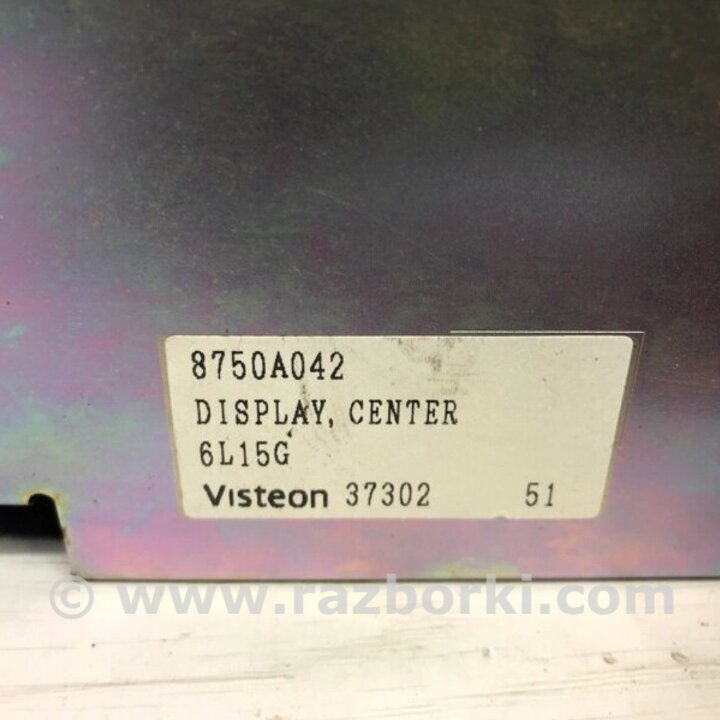 8750A042
DISPLAY, CENTER
6L15G
Visteon 37302 51
© www.razborki.com